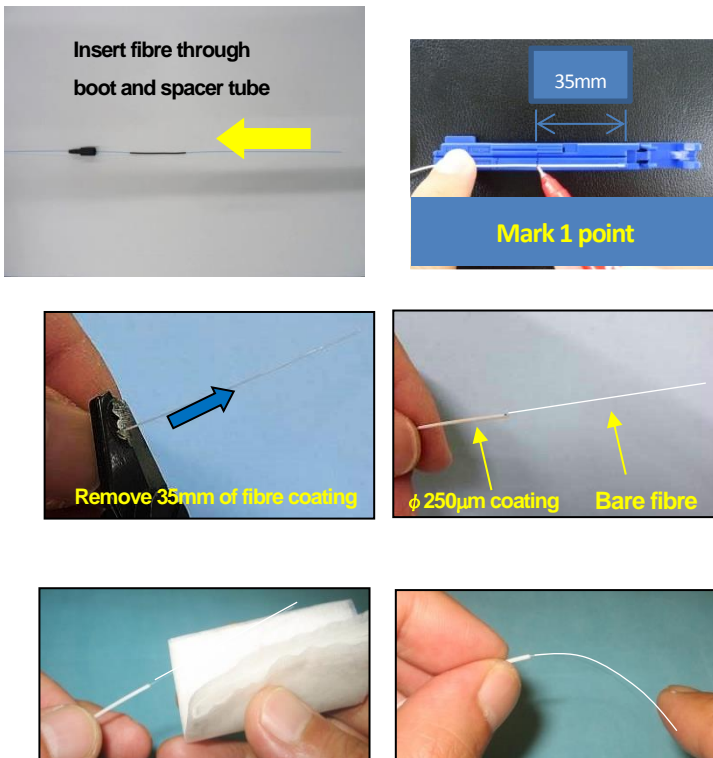 Insert fibre through
boot and spacer tube
35mm
Mark 1 point
Remove 35mm of fibre coating
ϕ 250μm coating
Bare fibre